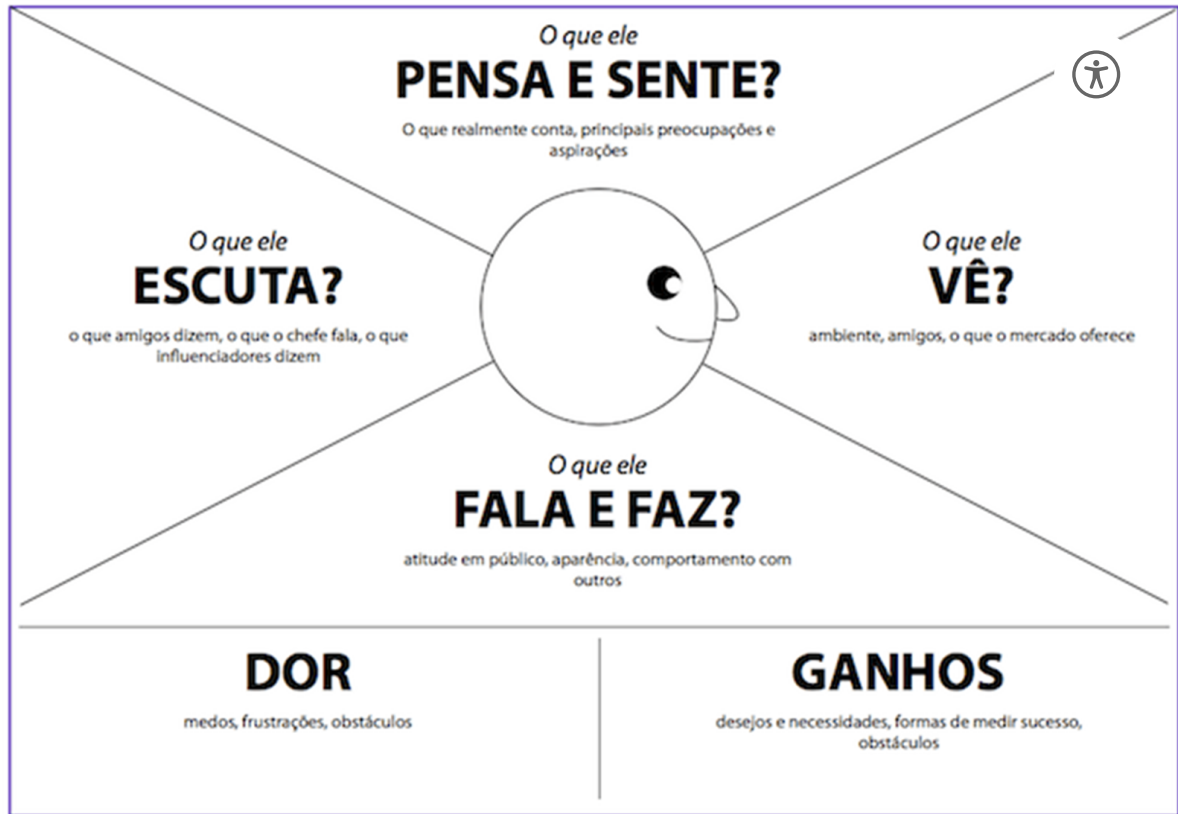 O que ele
PENSA E SENTE?
O que realmente conta, principais preocupações e
aspirações
O que ele
ESCUTA?
o que amigos dizem, o que o chefe fala, o que
influenciadores dizem
O que ele
VÊ?
ambiente, amigos, o que o mercado oferece
O que ele
FALA E FAZ?
atitude em público, aparência, comportamento com
outros
DOR
medos, frustrações, obstáculos
GANHOS
desejos e necessidades, formas de medir sucesso,
obstáculos